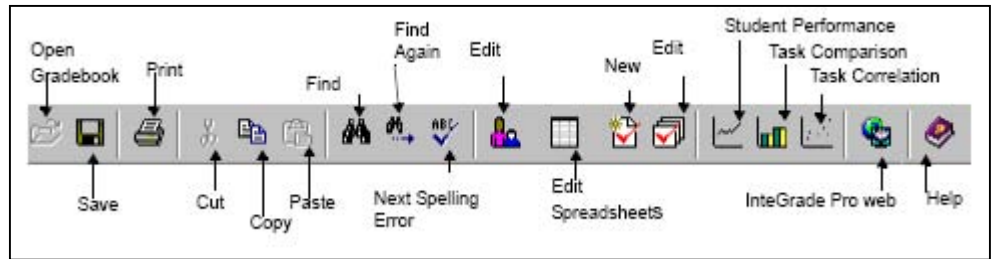 Open
Gradebook
Print
Find
Find
Again
Edit
New
Edit
Student Performance
Task Comparison
Task Correlation
ABC
Save
Cut
Copy
Paste
Next Spelling
Error
Edit
Spreadsheets
InteGrade Pro web
Help